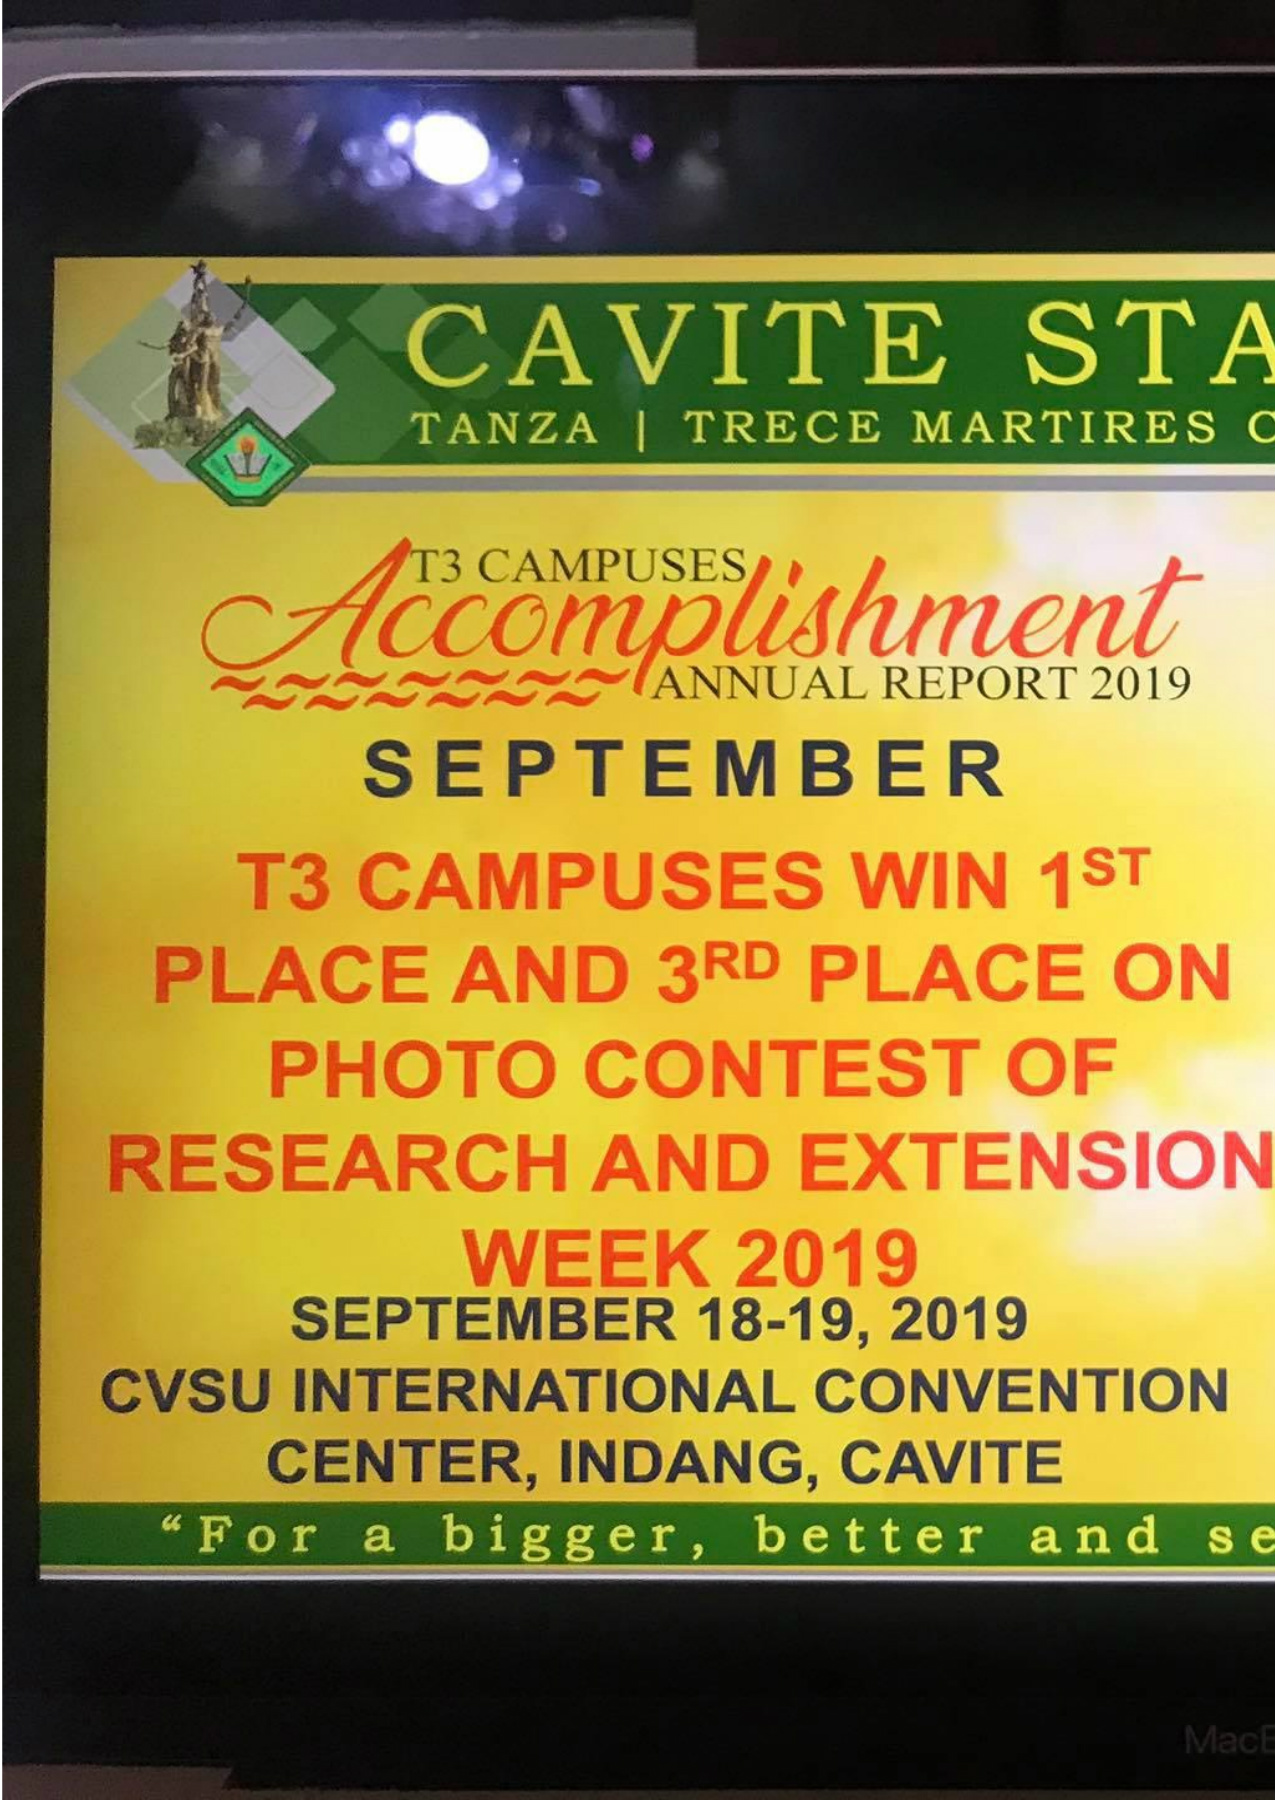 CAVITE STA
TANZA | TRECE MARTIRES C
T3 CAMPUSES
Accomplishment
ANNUAL REPORT 2019
SEPTEMBER
T3 CAMPUSES WIN 1ST
PLACE AND 3RD PLACE ON
PHOTO CONTEST OF
RESEARCH AND EXTENSION
WEEK 2019
SEPTEMBER 18-19, 2019
CVSU INTERNATIONAL CONVENTION
CENTER, INDANG, CAVITE
“For a bigger, better and se
MacB